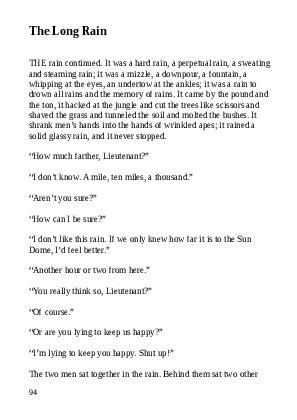 The Long Rain
THE rain continued. It was a hard rain, a perpetual rain, a sweating
and steaming rain; it was a mizzle, a downpour, a fountain, a
whipping at the eyes, an undertow at the ankles; it was a rain to
drown all rains and the memory of rains. It came by the pound and
the ton, it hacked at the jungle and cut the trees like scissors and
shaved the grass and tunneled the soil and molted the bushes. It
shrank men’s hands into the hands of wrinkled apes; it rained a
solid glassy rain, and it never stopped.
“How much farther, Lieutenant?”
“I don’t know. A mile, ten miles, a thousand.”
“Aren’t you sure?”
“How can I be sure?”
“I don’t like this rain. If we only knew how far it is to the Sun
Dome, I’d feel better.”
“Another hour or two from here.”
“You really think so, Lieutenant?”
“Of course.”
“Or are you lying to keep us happy?”
“I’m lying to keep you happy. Shut up!”
The two men sat together in the rain. Behind them sat two other
94